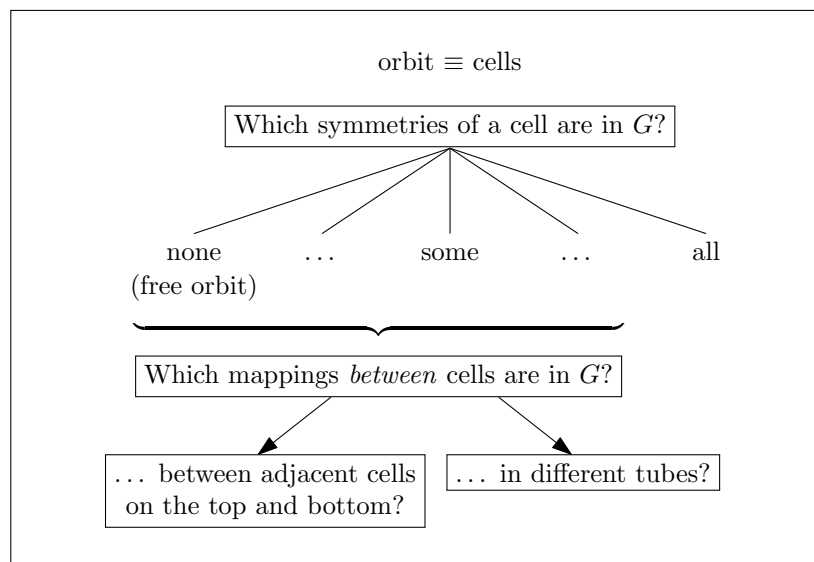 orbit ≡ cells
Which symmetries of a cell are in G?
none ... some ... all
(free orbit)
Which mappings between cells are in G?
... between adjacent cells
on the top and bottom?
... in different tubes?